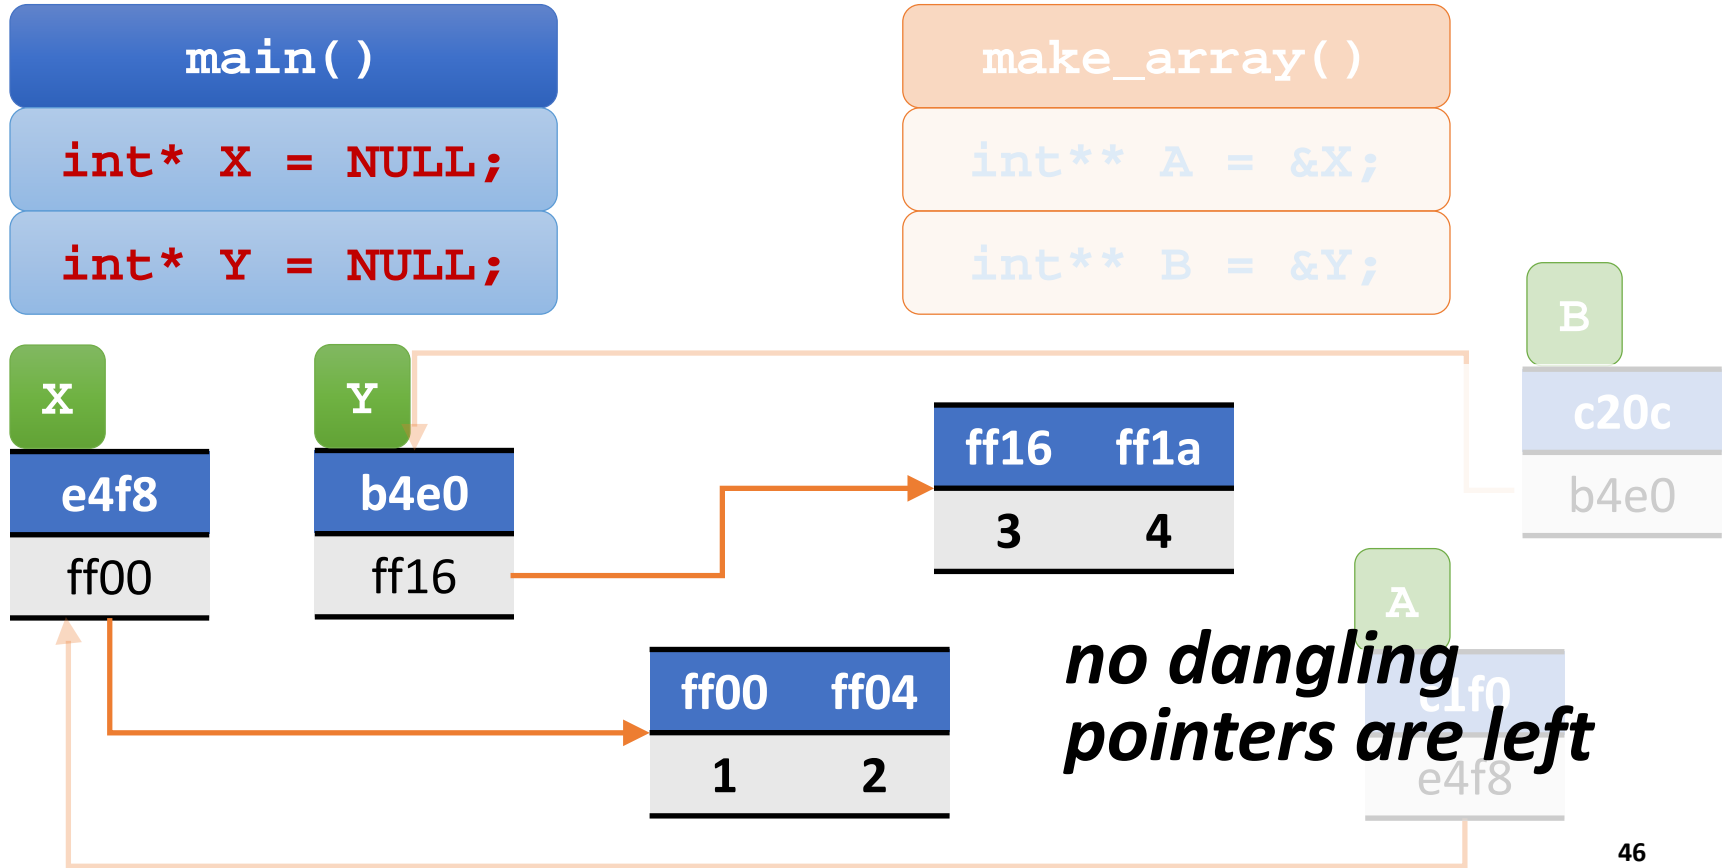 main()
int* X = NULL;
int* Y = NULL;
make_array()
int** A = &X;
int** B = &Y;
X
e4f8
ff00
Y
b4e0
ff16
ff16 ff1a
3 4
ff00 ff04
1 2
B
c20c
b4e0
A
c1f0
e4f8
no dangling
pointers are left
46